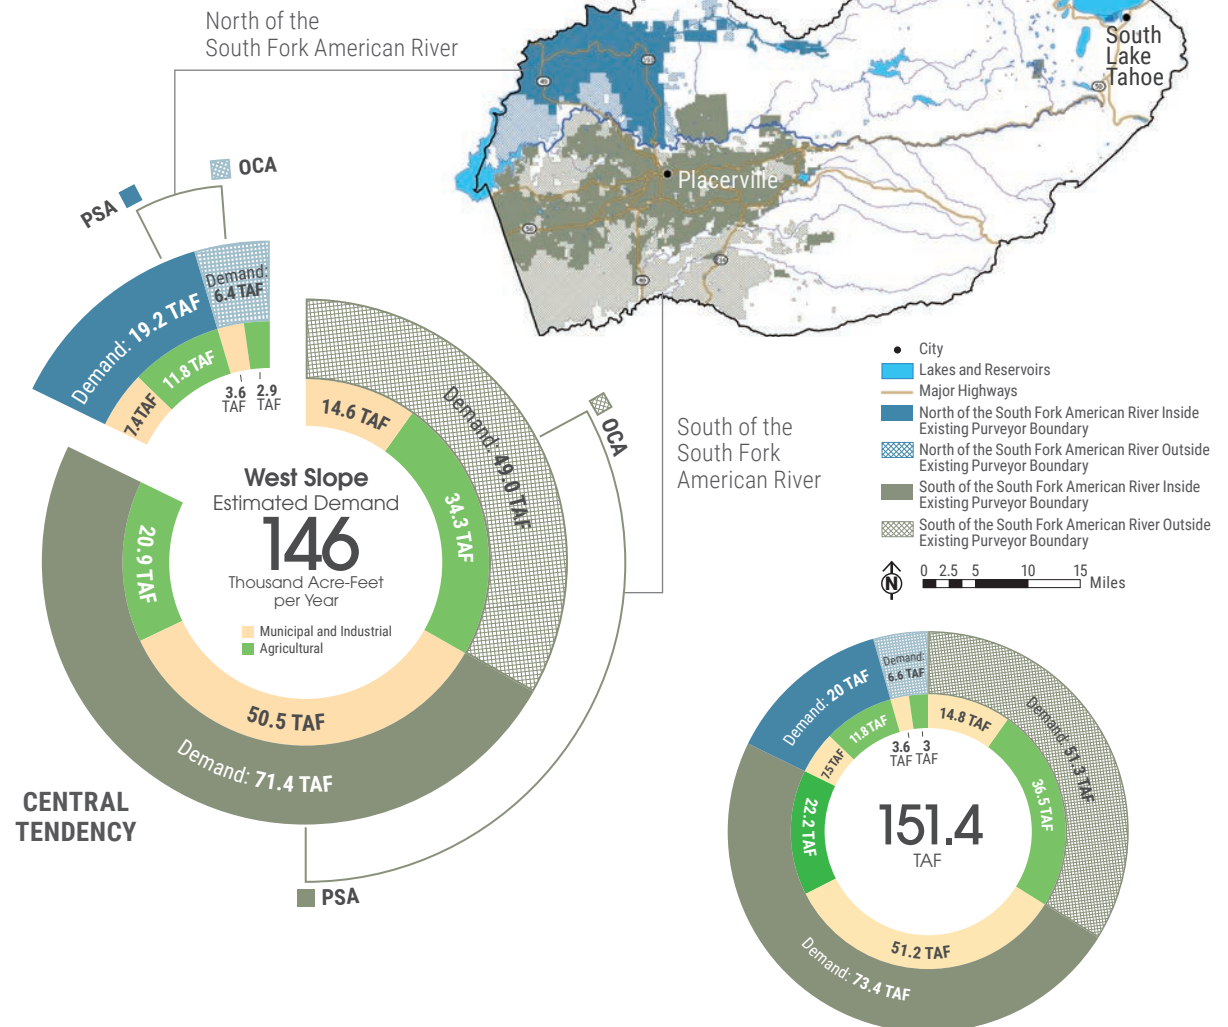 North of the
South Fork American River
South
Lake
Tahoe
49
193
50
Placerville
50
49
OCA
PSA
Demand:
6.4 TAF
Demand: 19.2 TAF
11.8 TAF
7.4 TAF
3.6
TAF
2.9
TAF
14.6 TAF
Demand: 49.0 TAF
34.3 TAF
OCA
South of the
South Fork
American River
West Slope
Estimated Demand
146
Thousand Acre-Feet
per Year
Municipal and Industrial
Agricultural
20.9 TAF
50.5 TAF
Demand: 71.4 TAF
CENTRAL
TENDENCY
PSA
City
Lakes and Reservoirs
Major Highways
North of the South Fork American River Inside
Existing Purveyor Boundary
North of the South Fork American River Outside
Existing Purveyor Boundary
South of the South Fork American River Inside
Existing Purveyor Boundary
South of the South Fork American River Outside
Existing Purveyor Boundary
N
0 2.5 5 10 15
Miles
Demand:
6.6 TAF
Demand: 20 TAF
11.8 TAF
7.5 TAF
3.6
TAF
3
TAF
14.8 TAF
Demand: 51.3 TAF
36.5 TAF
22.2 TAF
151.4
TAF
51.2 TAF
Demand: 73.4 TAF